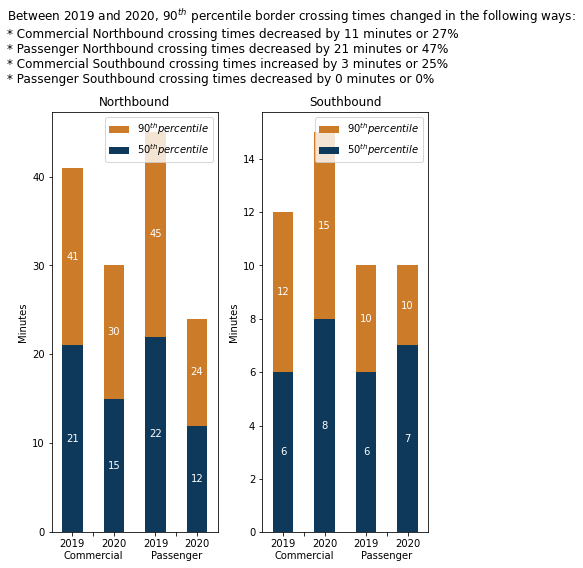 Between 2019 and 2020, 90th percentile border crossing times changed in the following ways:
* Commercial Northbound crossing times decreased by 11 minutes or 27%
* Passenger Northbound crossing times decreased by 21 minutes or 47%
* Commercial Southbound crossing times increased by 3 minutes or 25%
* Passenger Southbound crossing times decreased by 0 minutes or 0%
Northbound
90th percentile
50th percentile
Minutes
40
30
20
10
0
41
30
45
24
21
15
22
12
2019 2020 2019 2020
Commercial Passenger
Southbound
90th percentile
50th percentile
Minutes
14
12
10
8
6
4
2
0
12
15
10
10
6
8
6
7
2019 2020 2019 2020
Commercial Passenger